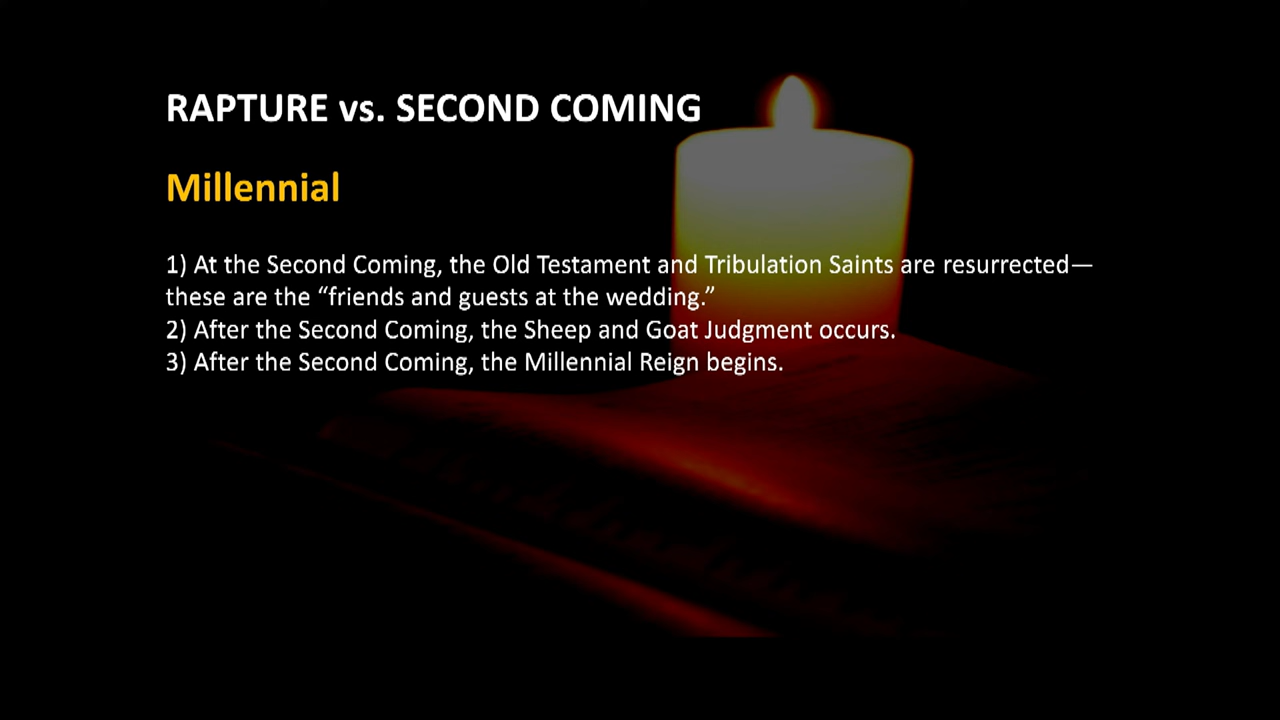 RAPTURE vs. SECOND COMING
Millennial
1) At the Second Coming, the Old Testament and Tribulation Saints are resurrected—
these are the “friends and guests at the wedding.”
2) After the Second Coming, the Sheep and Goat Judgment occurs.
3) After the Second Coming, the Millennial Reign begins.